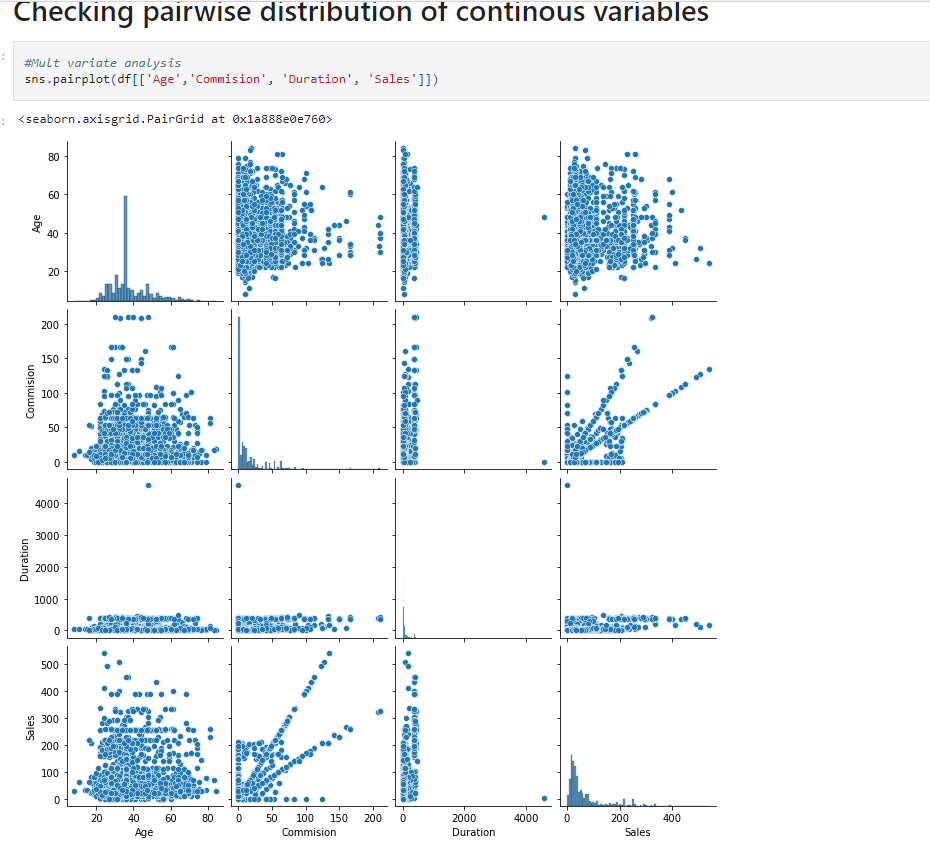 Checking pairwise distribution of continous variables
:
#Mult variate analysis
sns.pairplot(df[['Age','Commision', 'Duration', 'Sales']])
:
<seaborn.axisgrid.PairGrid at 0x1a888e0e760>
80
60
40
20
Age
200
150
100
50
0
Commision
4000
3000
2000
1000
0
Duration
500
400
300
200
100
0
Sales
20 40 60 80
Age
0 50 100 150 200
Commision
0 2000 4000
Duration
0 200 400
Sales